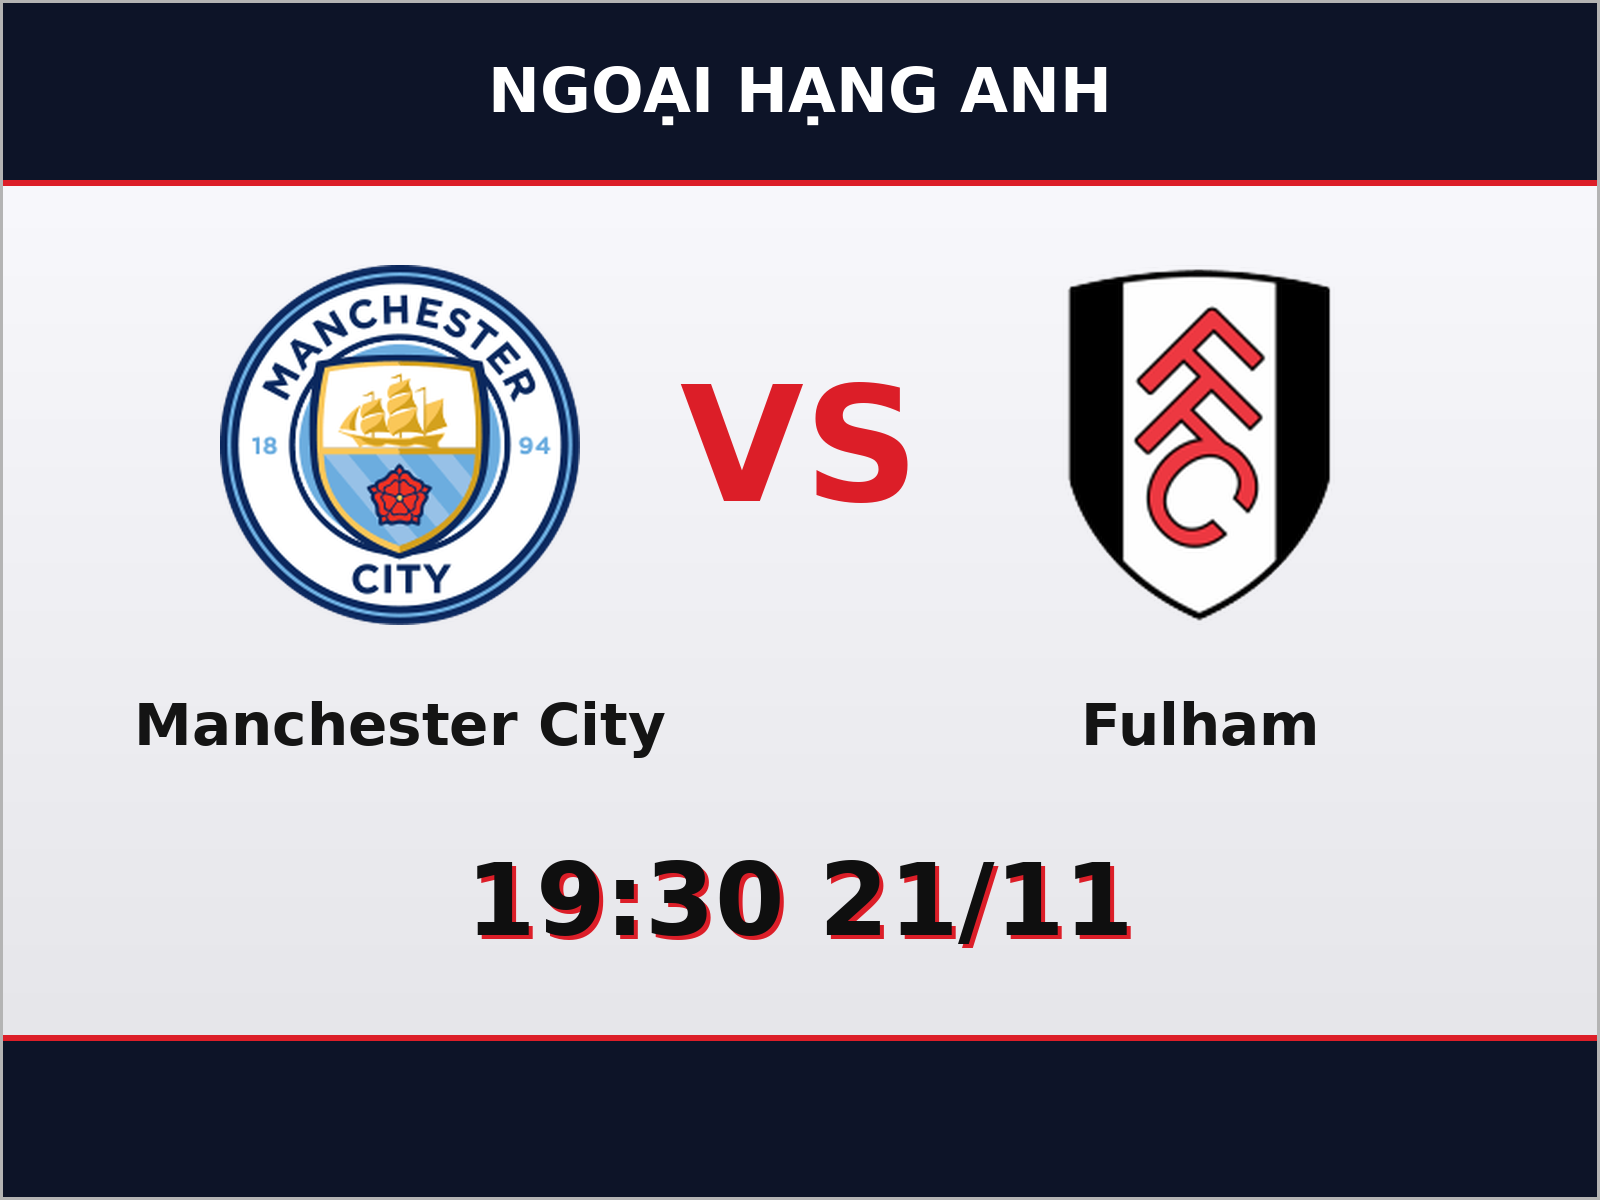 NGOẠI HẠNG ANH
MANCHESTER
18 94
CITY
VS
FFC
Manchester City
Fulham
19:30 21/11